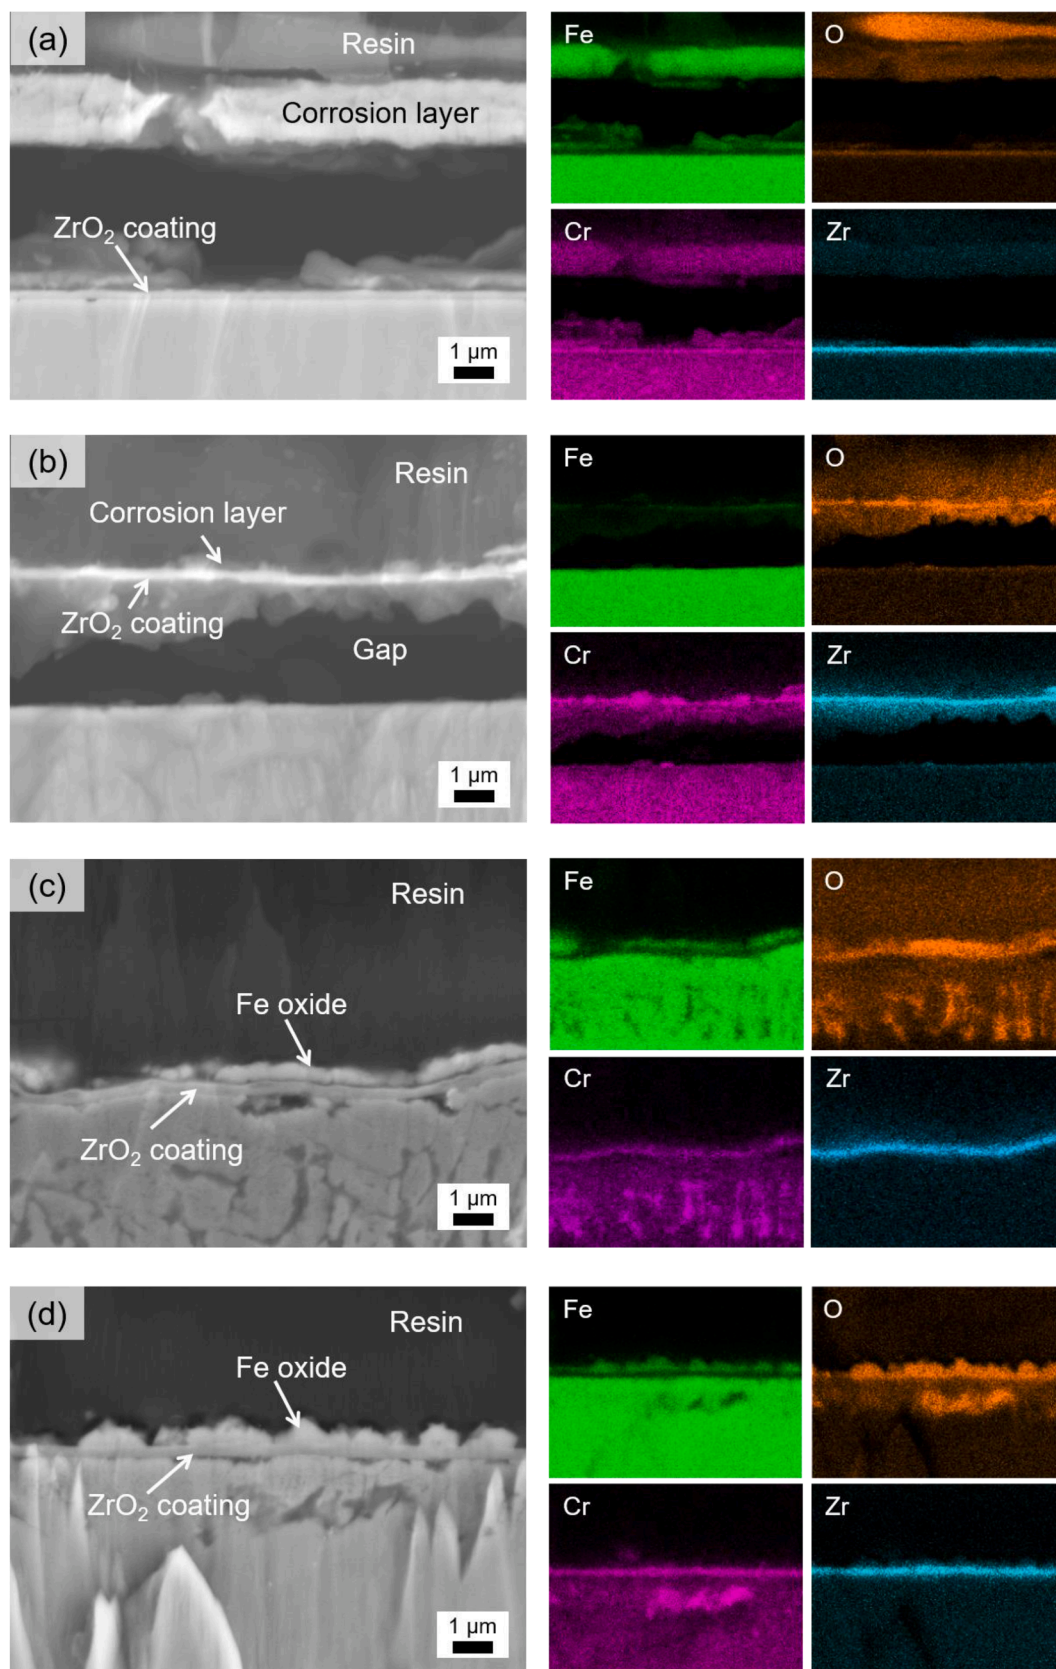 (a)
Resin
Corrosion layer
ZrO₂ coating
1 μm
Fe
O
Cr
Zr
(b)
Resin
Corrosion layer
ZrO₂ coating
Gap
1 μm
Fe
O
Cr
Zr
(c)
Resin
Fe oxide
ZrO₂ coating
1 μm
Fe
O
Cr
Zr
(d)
Resin
Fe oxide
ZrO₂ coating
1 μm
Fe
O
Cr
Zr